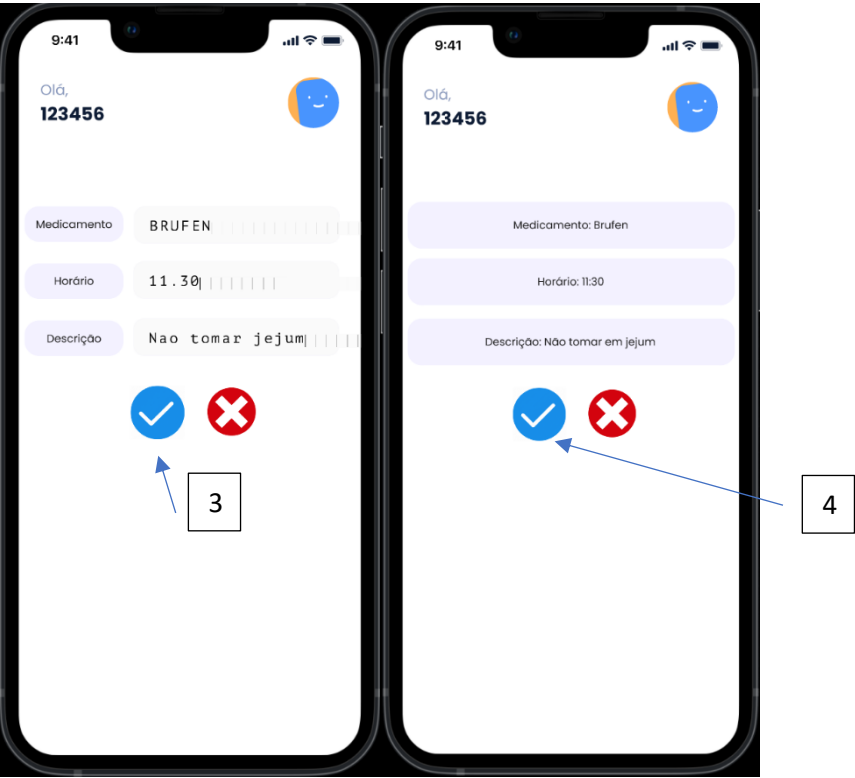 9:41
Olá,
123456
Medicamento BRUFEN
Horário 11.30
Descrição Nao tomar jejum
3
9:41
Olá,
123456
Medicamento: Brufen
Horário: 11:30
Descrição: Não tomar em jejum
4